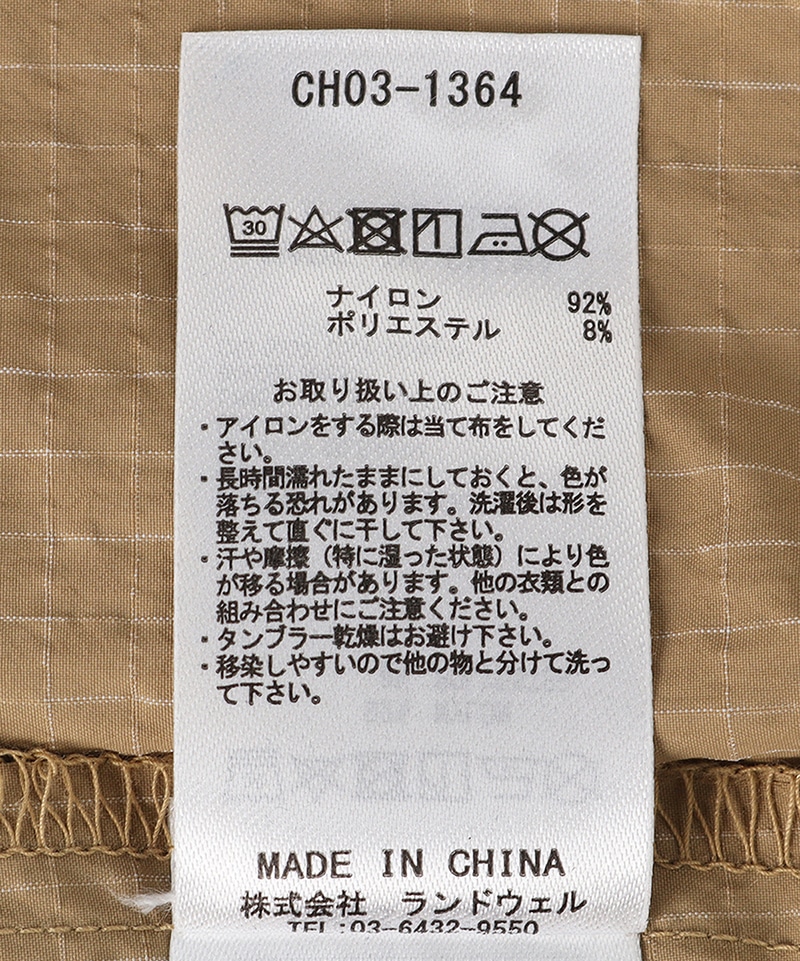 CH03-1364
30
ナイロン 92%
ポリエステル 8%
お取り扱い上のご注意
・アイロンをする際は当て布をしてくだ
さい。
・長時間濡れたままにしておくと、色が
落ちる恐れがあります。洗濯後は形を
整えて直ぐに干して下さい。
・汗や摩擦（特に湿った状態）により色
が移る場合があります。他の衣類との
組み合わせにご注意ください。
・タンブラー乾燥はお避け下さい。
・移染しやすいので他の物と分けて洗っ
て下さい。
MADE IN CHINA
株式会社 ランドウェル
TEL:03-6432-9550